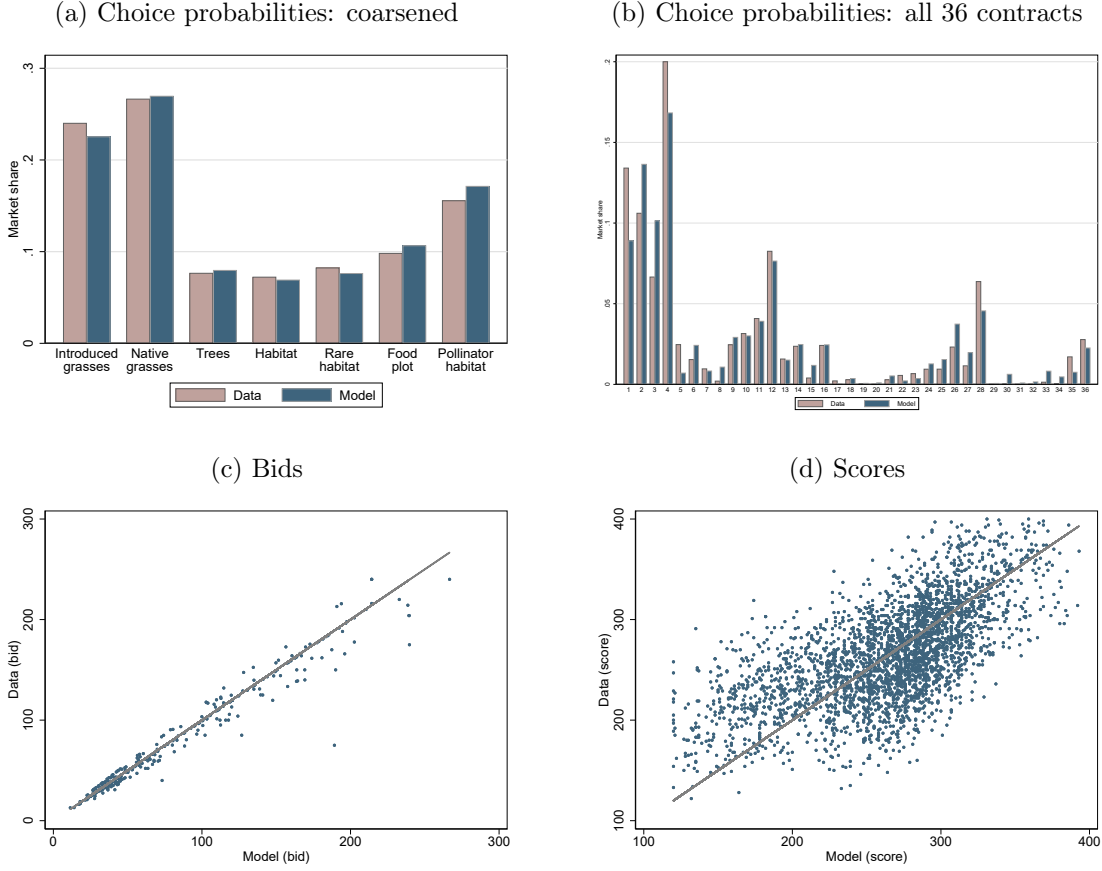 (a) Choice probabilities: coarsened
.3
.2
.1
0
Market share
Introduced grasses
Native grasses
Trees
Habitat
Rare habitat
Food plot
Pollinator habitat
Data
Model
(b) Choice probabilities: all 36 contracts
.2
.15
.1
.05
0
Market share
1 2 3 4 5 6 7 8 9 10 11 12 13 14 15 16 17 18 19 20 21 22 23 24 25 26 27 28 29 30 31 32 33 34 35 36
Data
Model
(c) Bids
300
200
100
0
Data (bid)
0 100 200 300
Model (bid)
(d) Scores
400
300
200
100
Data (score)
100 200 300 400
Model (score)